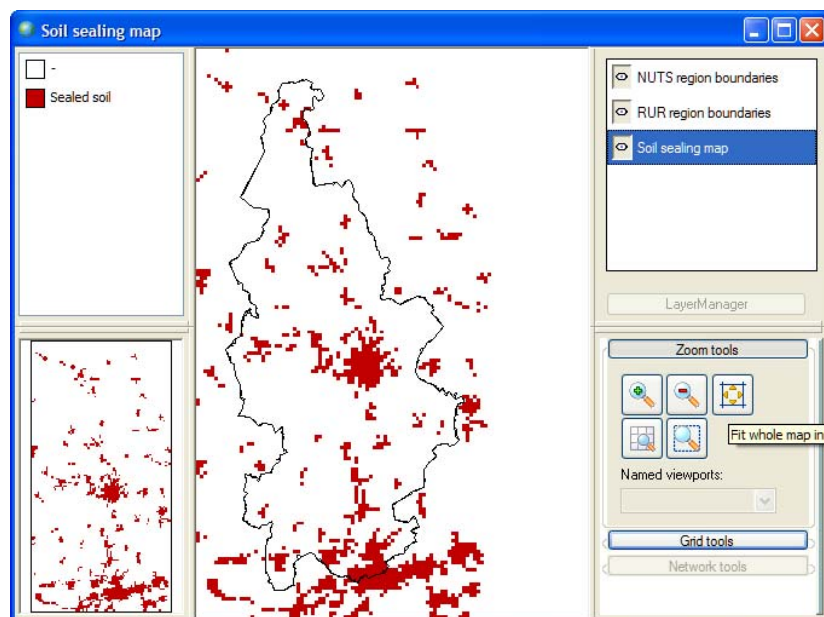 Soil sealing map
-
Sealed soil
NUTS region boundaries
RUR region boundaries
Soil sealing map
LayerManager
Zoom tools
Fit whole map in
Named viewports:
Grid tools
Network tools